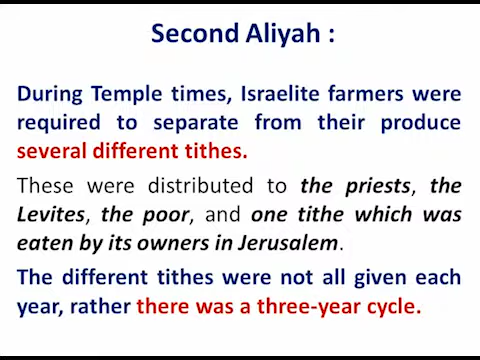 Second Aliyah :
During Temple times, Israelite farmers were
required to separate from their produce
several different tithes.
These were distributed to the priests, the
Levites, the poor, and one tithe which was
eaten by its owners in Jerusalem.
The different tithes were not all given each
year, rather there was a three-year cycle.